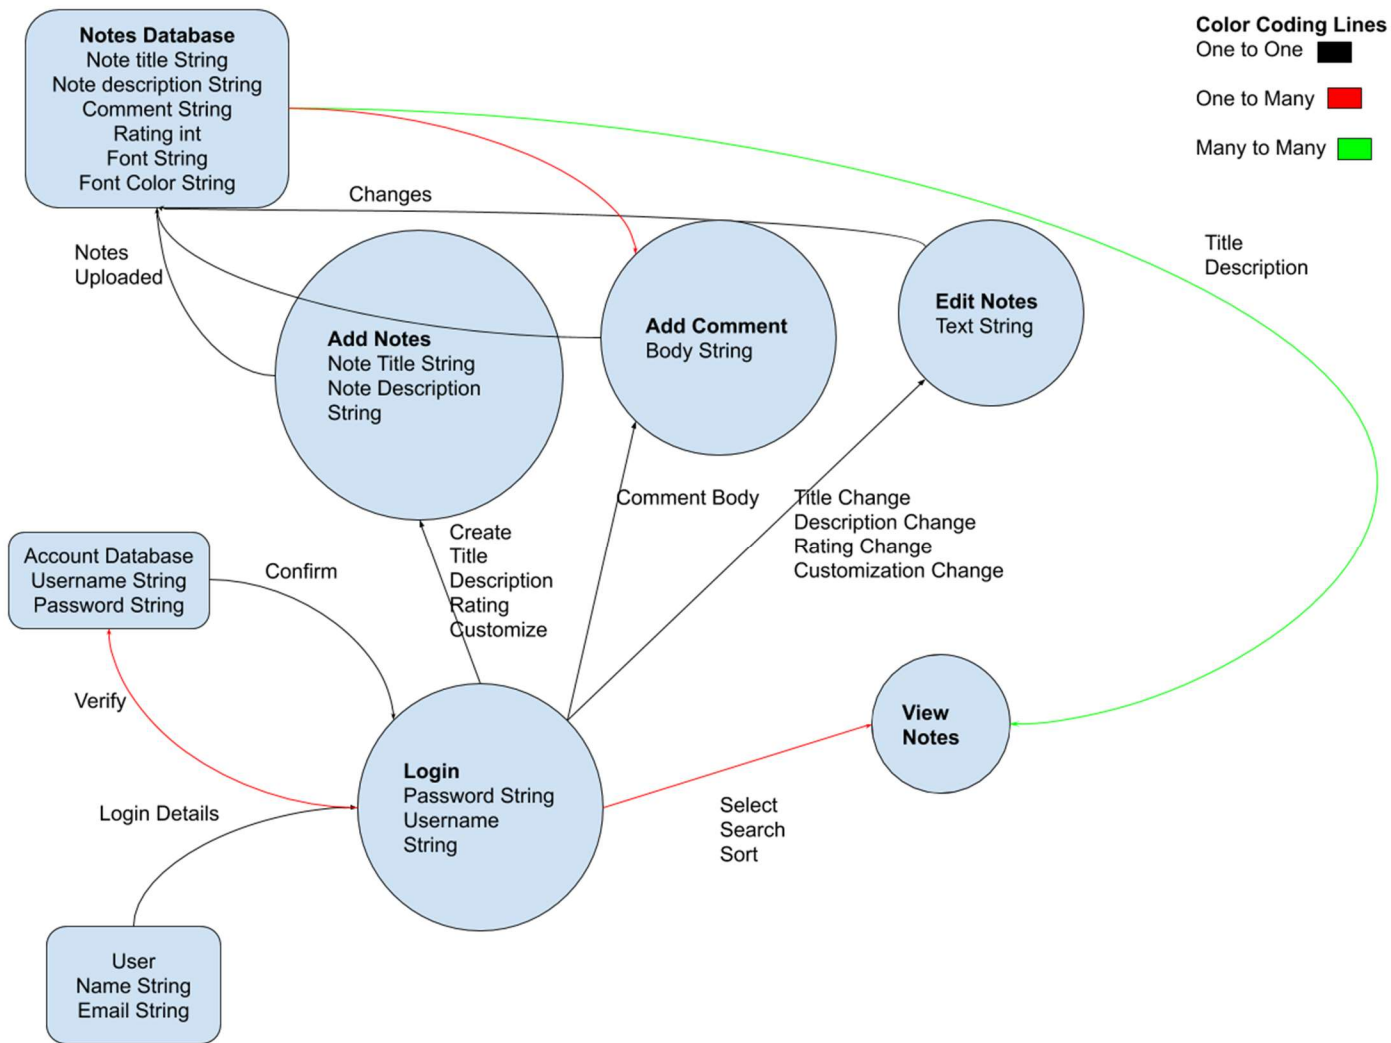 Notes Database
Note title String
Note description String
Comment String
Rating int
Font String
Font Color String
Color Coding Lines
One to One
One to Many
Many to Many
Changes
Notes
Uploaded
Title
Description
Add Notes
Note Title String
Note Description
String
Add Comment
Body String
Edit Notes
Text String
Comment Body
Title Change
Description Change
Rating Change
Customization Change
Create
Title
Description
Rating
Customize
Account Database
Username String
Password String
Confirm
Verify
Login Details
Login
Password String
Username
String
View
Notes
Select
Search
Sort
User
Name String
Email String